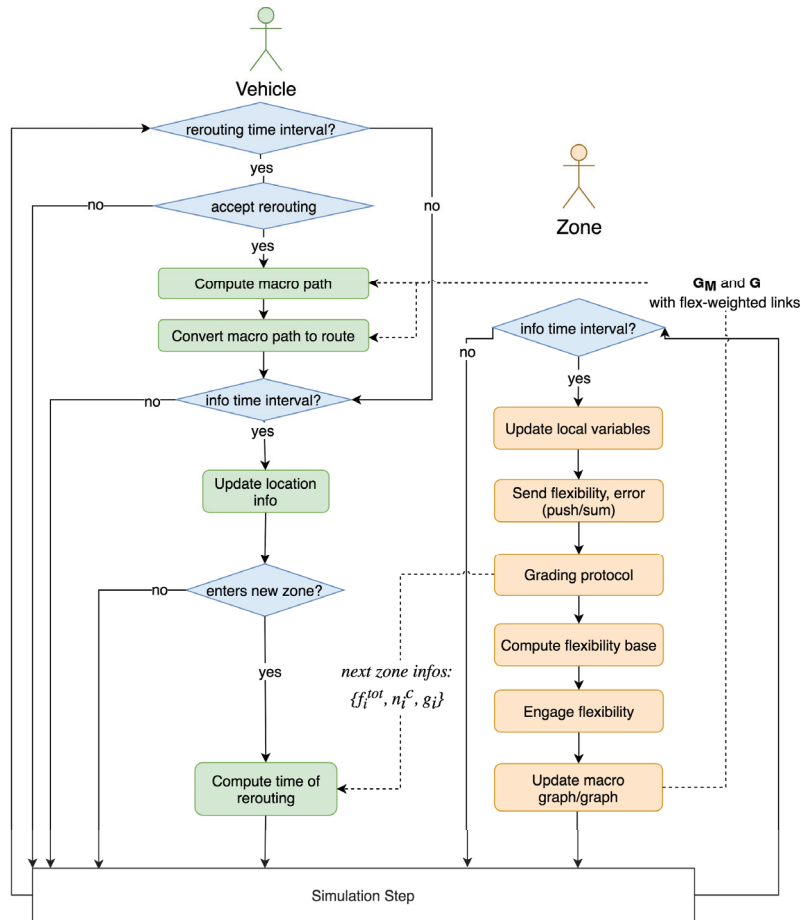 Vehicle
rerouting time interval?
yes
no
accept rerouting
no
yes
Compute macro path
Convert macro path to route
info time interval?
no
yes
Update location
info
enters new zone?
no
yes
Compute time of
rerouting
Zone
G_M and G
with flex-weighted links
info time interval?
no
yes
Update local variables
Send flexibility, error
(push/sum)
Grading protocol
next zone infos:
{f_i^{tot}, n_i^c, g_i}
Compute flexibility base
Engage flexibility
Update macro
graph/graph
Simulation Step